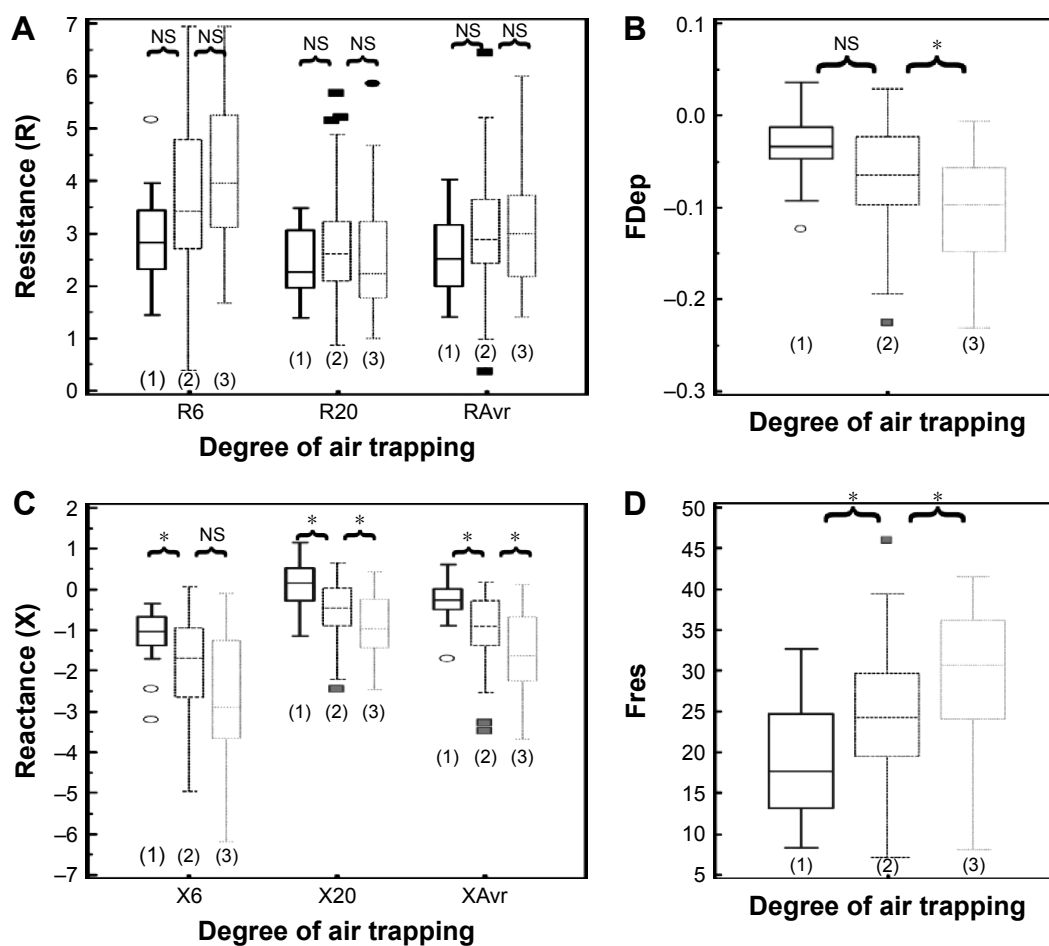 A
Resistance (R)
7
6
5
4
3
2
1
0
NS NS
NS NS
NS NS
(1) (2) (3)
(1) (2) (3)
(1) (2) (3)
R6 R20 RAvr
Degree of air trapping
B
FDep
0.1
0.0
–0.1
–0.2
–0.3
NS *
(1) (2) (3)
Degree of air trapping
C
Reactance (X)
2
1
0
–1
–2
–3
–4
–5
–6
–7
* NS
* *
* *
(1) (2) (3)
(1) (2) (3)
(1) (2) (3)
X6 X20 XAvr
Degree of air trapping
D
Fres
50
45
40
35
30
25
20
15
10
5
* *
(1) (2) (3)
Degree of air trapping